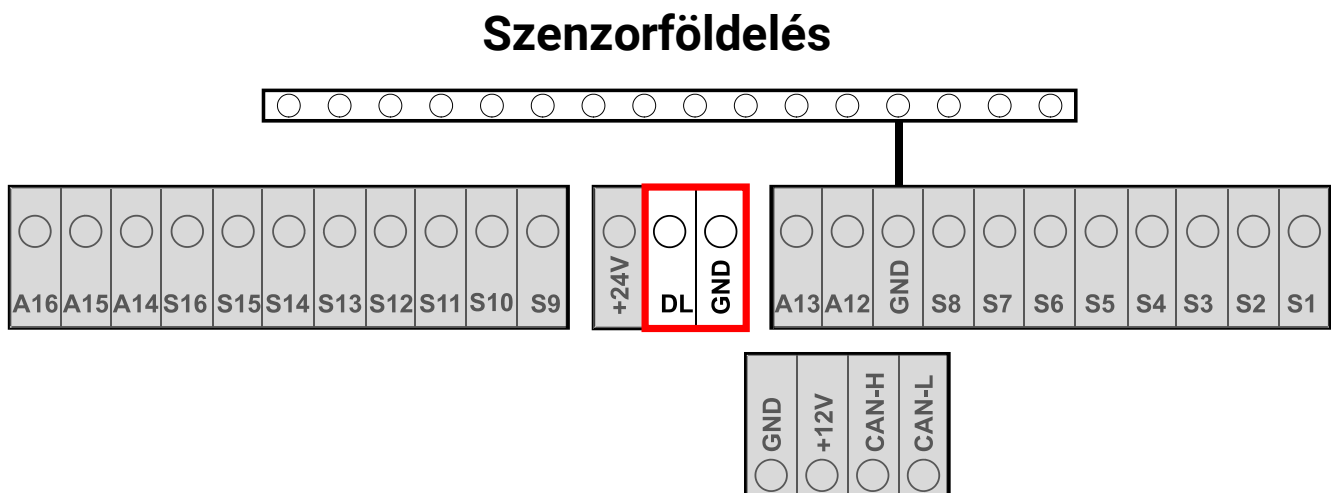 Szenzorföldelés
A16 A15 A14 S16 S15 S14 S13 S12 S11 S10 S9
+24V DL GND
A13 A12 GND S8 S7 S6 S5 S4 S3 S2 S1
GND +12V CAN-H CAN-L